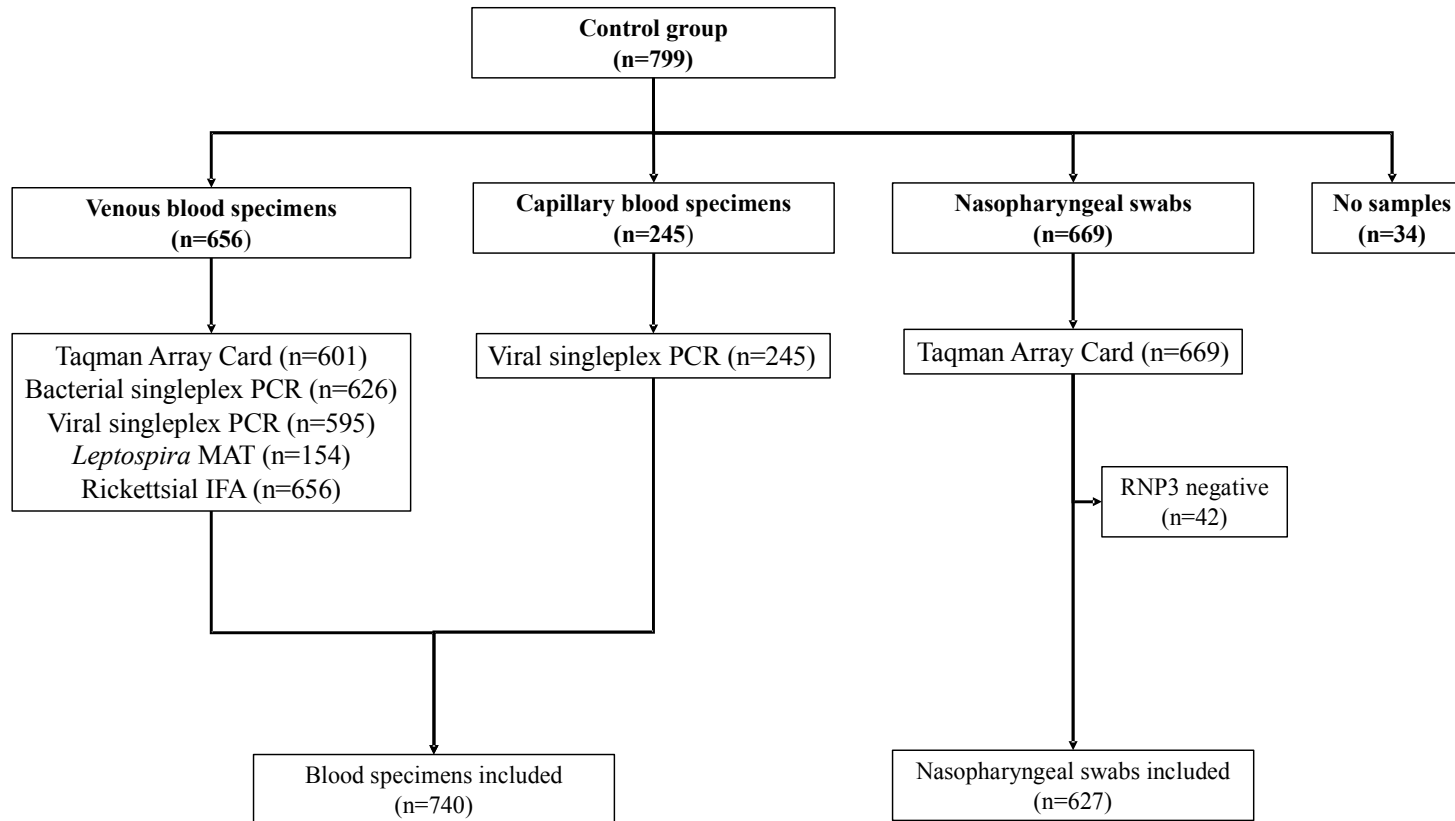 Control group
(n=799)
Venous blood specimens
(n=656)
Capillary blood specimens
(n=245)
Nasopharyngeal swabs
(n=669)
No samples
(n=34)
Taqman Array Card (n=601)
Bacterial singleplex PCR (n=626)
Viral singleplex PCR (n=595)
Leptospira MAT (n=154)
Rickettsial IFA (n=656)
Viral singleplex PCR (n=245)
Taqman Array Card (n=669)
RNP3 negative
(n=42)
Blood specimens included
(n=740)
Nasopharyngeal swabs included
(n=627)